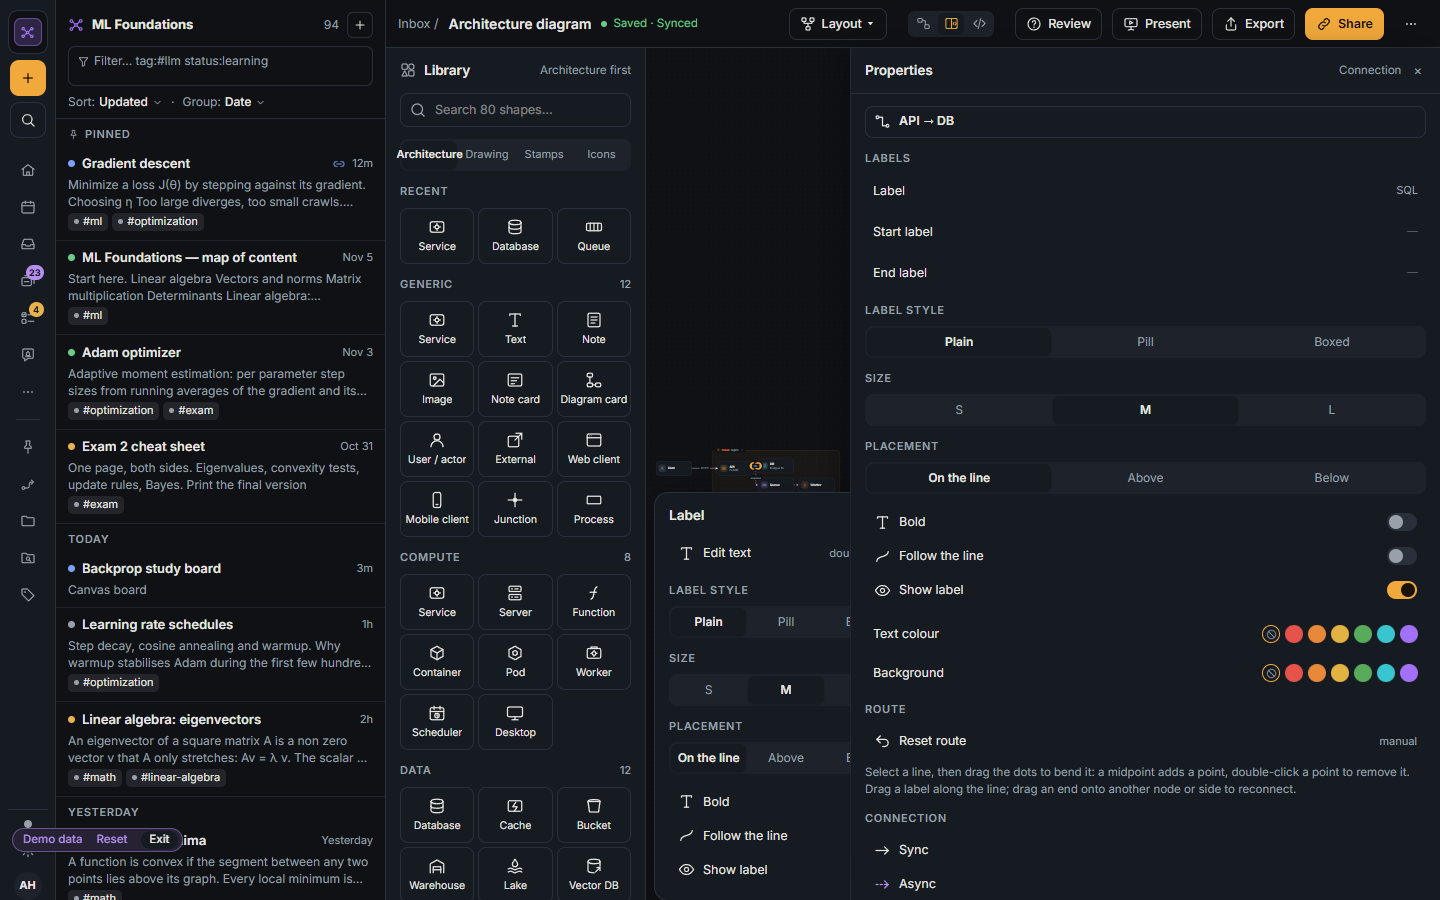 ML Foundations
94
Filter... tag:#llm status:learning
Sort: Updated · Group: Date
PINNED
Gradient descent
12m
Minimize a loss J(θ) by stepping against its gradient.
Choosing η Too large diverges, too small crawls....
#ml #optimization
ML Foundations — map of content
Nov 5
Start here. Linear algebra Vectors and norms Matrix
multiplication Determinants Linear algebra:...
#ml
Adam optimizer
Nov 3
Adaptive moment estimation: per parameter step
sizes from running averages of the gradient and its...
#optimization #exam
Exam 2 cheat sheet
Oct 31
One page, both sides. Eigenvalues, convexity tests,
update rules, Bayes. Print the final version
#exam
TODAY
Backprop study board
3m
Canvas board
Learning rate schedules
1h
Step decay, cosine annealing and warmup. Why
warmup stabilises Adam during the first few hundre...
#optimization
Linear algebra: eigenvectors
2h
An eigenvector of a square matrix A is a non zero
vector v that A only stretches: Av = λ v. The scalar ...
#math #linear-algebra
YESTERDAY
ima
Yesterday
A function is convex if the segment between any two
points lies above its graph. Every local minimum is...
#math
23
4
Demo data Reset Exit
AH
Inbox / Architecture diagram
Saved · Synced
Layout
Review
Present
Export
Share
Library
Architecture first
Search 80 shapes...
Architecture Drawing Stamps Icons
RECENT
Service Database Queue
GENERIC 12
Service Text Note
Image Note card Diagram card
User / actor External Web client
Mobile client Junction Process
COMPUTE 8
Service Server Function
Container Pod Worker
Scheduler Desktop
DATA 12
Database Cache Bucket
Warehouse Lake Vector DB
Label
Edit text
dou
LABEL STYLE
Plain Pill
SIZE
S M
PLACEMENT
On the line Above
Bold
Follow the line
Show label
Properties
Connection ×
API → DB
LABELS
Label SQL
Start label —
End label —
LABEL STYLE
Plain Pill Boxed
SIZE
S M L
PLACEMENT
On the line Above Below
Bold
Follow the line
Show label
Text colour
Background
ROUTE
Reset route manual
Select a line, then drag the dots to bend it: a midpoint adds a point, double-click a point to remove it.
Drag a label along the line; drag an end onto another node or side to reconnect.
CONNECTION
Sync
Async